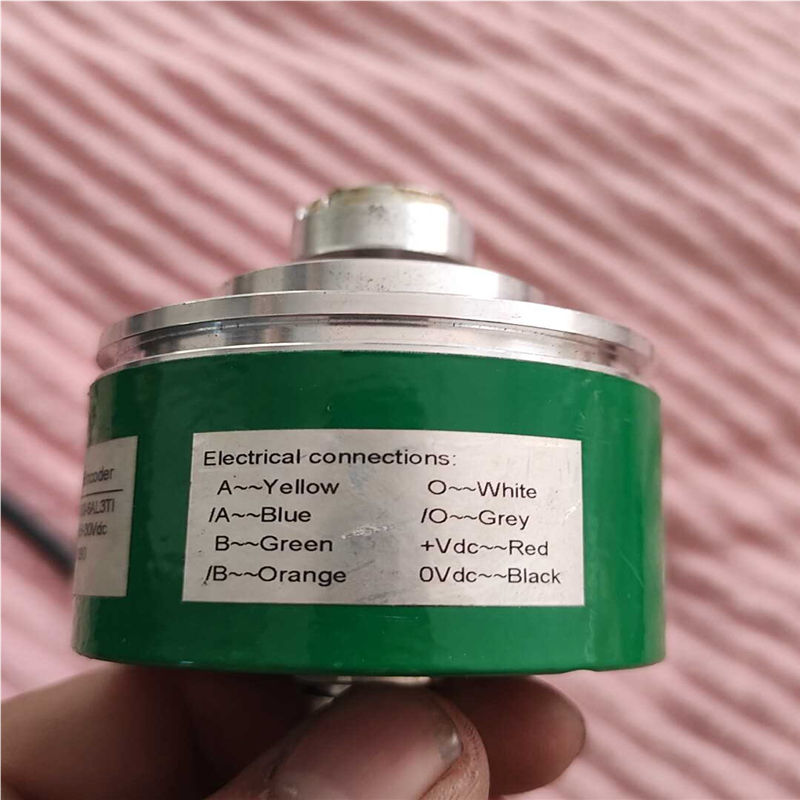 Electrical connections:
A~~Yellow O~~White
/A~~Blue /O~~Grey
B~~Green +Vdc~~Red
/B~~Orange 0Vdc~~Black